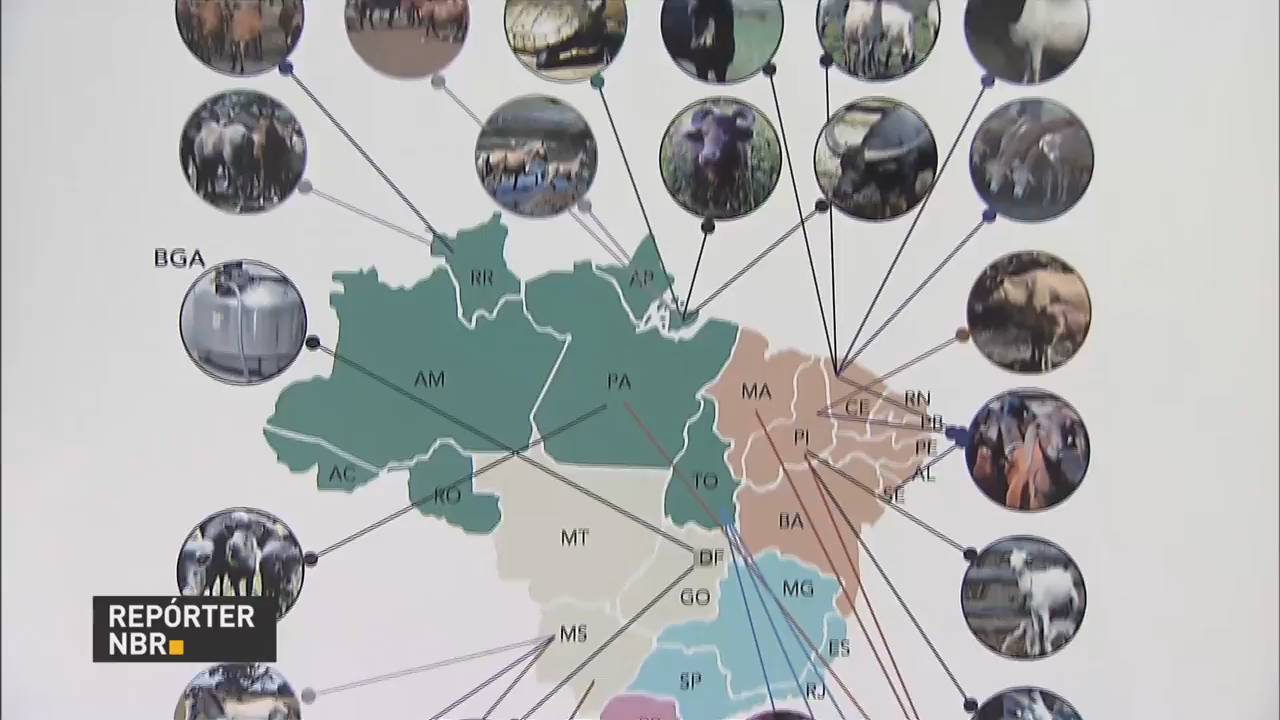 BGA
RR
AP
AM
PA
MA
CE
RN
PB
PI
PE
AL
SE
AC
RO
TO
BA
MT
DF
GO
MG
MS
ES
SP
RJ
REPÓRTER
NBR